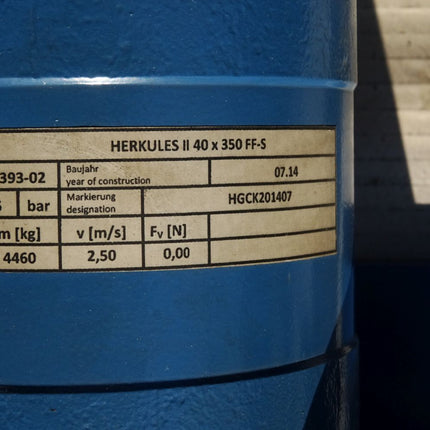 HERKULES II 40 x 350 FF-S
393-02 Baujahr year of construction 07.14
bar Markierung designation HGCK201407
m [kg] v [m/s] Fv [N]
4460 2,50 0,00